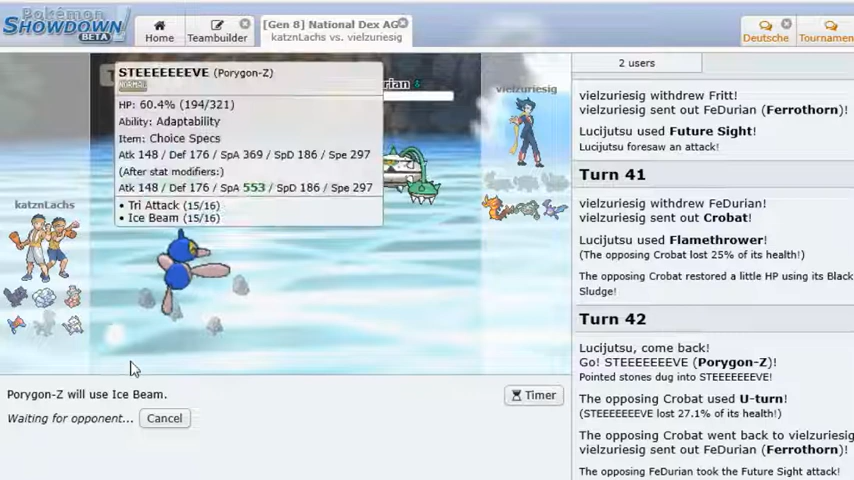 Pokémon
SHOWDOWN!
BETA
Home
Teambuilder
[Gen 8] National Dex AG
katznLachs vs. vielzuriesig
Deutsche
Tournamen
STEEEEEEEVE (Porygon-Z)
NORMAL
HP: 60.4% (194/321)
Ability: Adaptability
Item: Choice Specs
Atk 148 / Def 176 / SpA 369 / SpD 186 / Spe 297
(After stat modifiers:)
Atk 148 / Def 176 / SpA 553 / SpD 186 / Spe 297
• Tri Attack (15/16)
• Ice Beam (15/16)
vielzuriesig
katznLachs
Porygon-Z will use Ice Beam.
Waiting for opponent...
Cancel
Timer
2 users
vielzuriesig withdrew Fritt!
vielzuriesig sent out FeDurian (Ferrothorn)!
Lucijutsu used Future Sight!
Lucijutsu foresaw an attack!
Turn 41
vielzuriesig withdrew FeDurian!
vielzuriesig sent out Crobat!
Lucijutsu used Flamethrower!
(The opposing Crobat lost 25% of its health!)
The opposing Crobat restored a little HP using its Black
Sludge!
Turn 42
Lucijutsu, come back!
Go! STEEEEEEEVE (Porygon-Z)!
Pointed stones dug into STEEEEEEEVE!
The opposing Crobat used U-turn!
(STEEEEEEEVE lost 27.1% of its health!)
The opposing Crobat went back to vielzuriesig
vielzuriesig sent out FeDurian (Ferrothorn)!
The opposing FeDurian took the Future Sight attack!